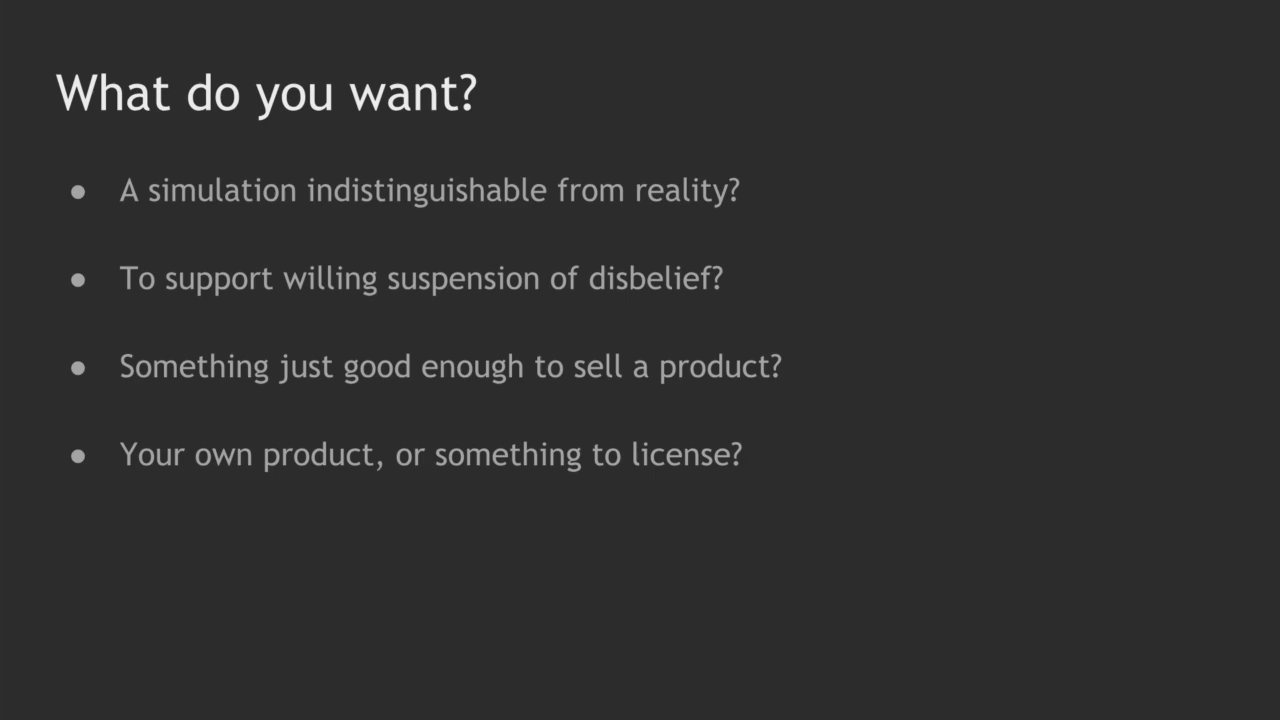 What do you want?
● A simulation indistinguishable from reality?
● To support willing suspension of disbelief?
● Something just good enough to sell a product?
● Your own product, or something to license?